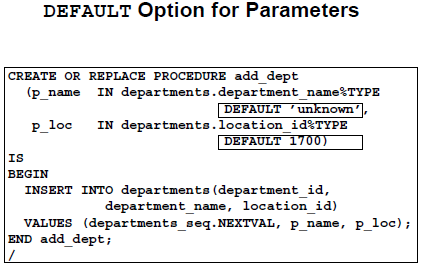 DEFAULT Option for Parameters
CREATE OR REPLACE PROCEDURE add_dept
(p_name IN departments.department_name%TYPE
DEFAULT 'unknown',
p_loc IN departments.location_id%TYPE
DEFAULT 1700)
IS
BEGIN
INSERT INTO departments(department_id,
department_name, location_id)
VALUES (departments_seq.NEXTVAL, p_name, p_loc);
END add_dept;
/